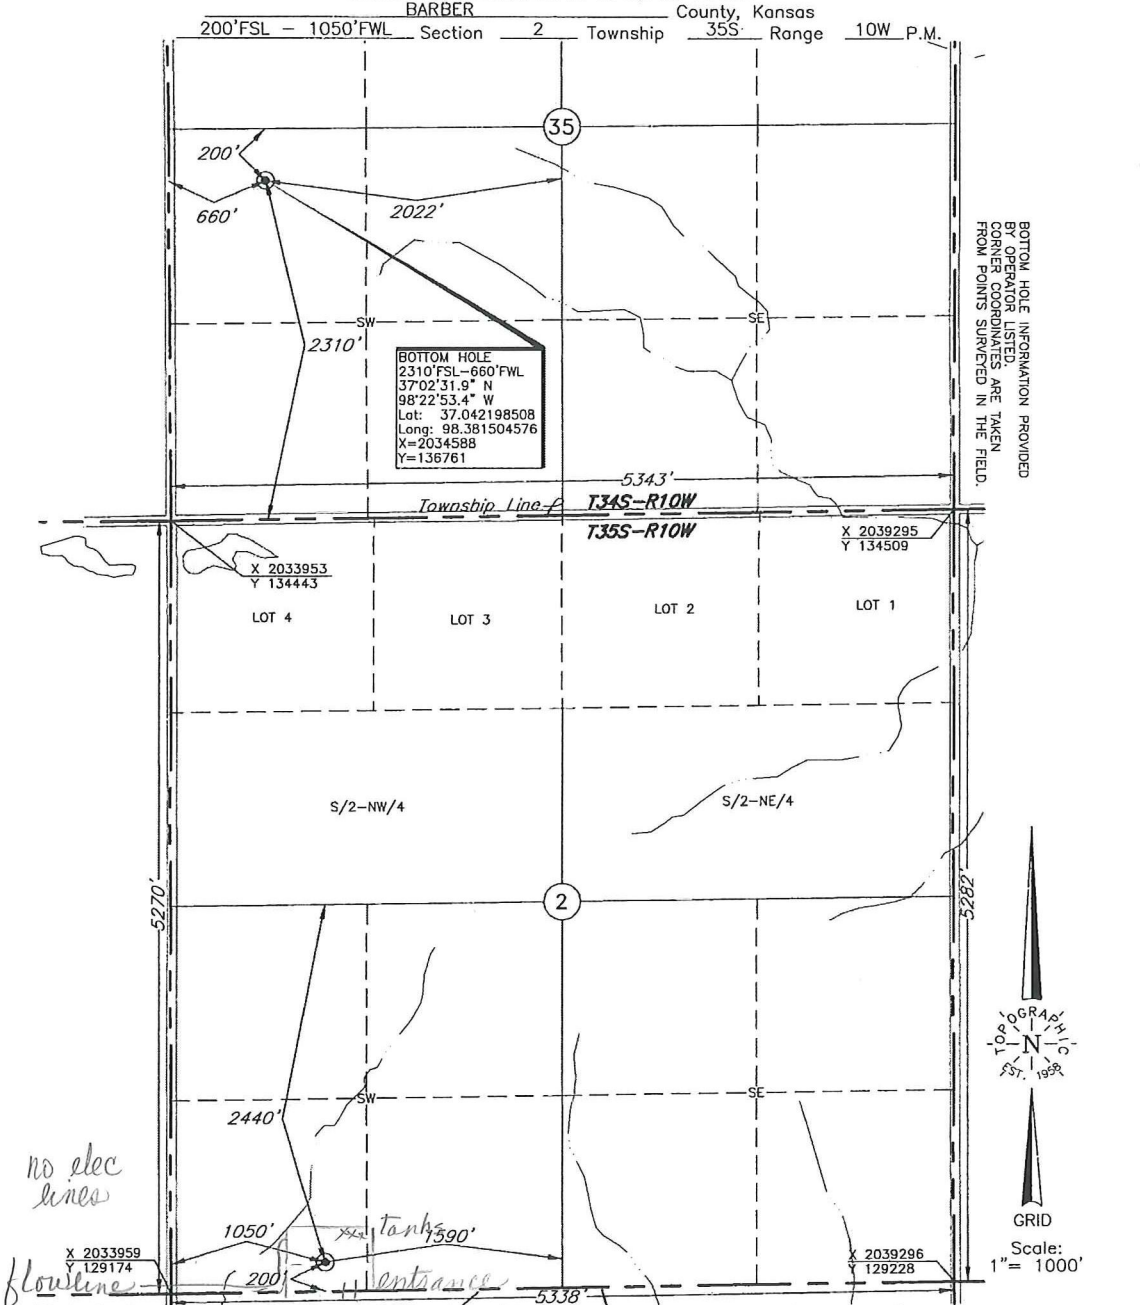 BARBER County, Kansas
200'FSL – 1050'FWL Section 2 Township 35S Range 10W P.M.
35
200'
660'
2022'
2310'
SW
SE
BOTTOM HOLE
2310'FSL–660'FWL
37°02'31.9" N
98°22'53.4" W
Lat: 37.042198508
Long: 98.381504576
X=2034588
Y=136761
BOTTOM HOLE INFORMATION PROVIDED
BY OPERATOR LISTED.
CORNER COORDINATES ARE TAKEN
FROM POINTS SURVEYED IN THE FIELD.
5343'
Township Line
T34S–R10W
T35S–R10W
X 2033953
Y 134443
X 2039295
Y 134509
LOT 4
LOT 3
LOT 2
LOT 1
S/2–NW/4
S/2–NE/4
5270'
5282'
2
SW
SE
2440'
TOPOGRAPHIC
N
EST. 1958
GRID
Scale:
1"= 1000'
no elec
lines
1050'
xxx tanks
1590'
X 2033959
Y 129174
X 2039296
Y 129228
flowline
200'
entrance
5338'